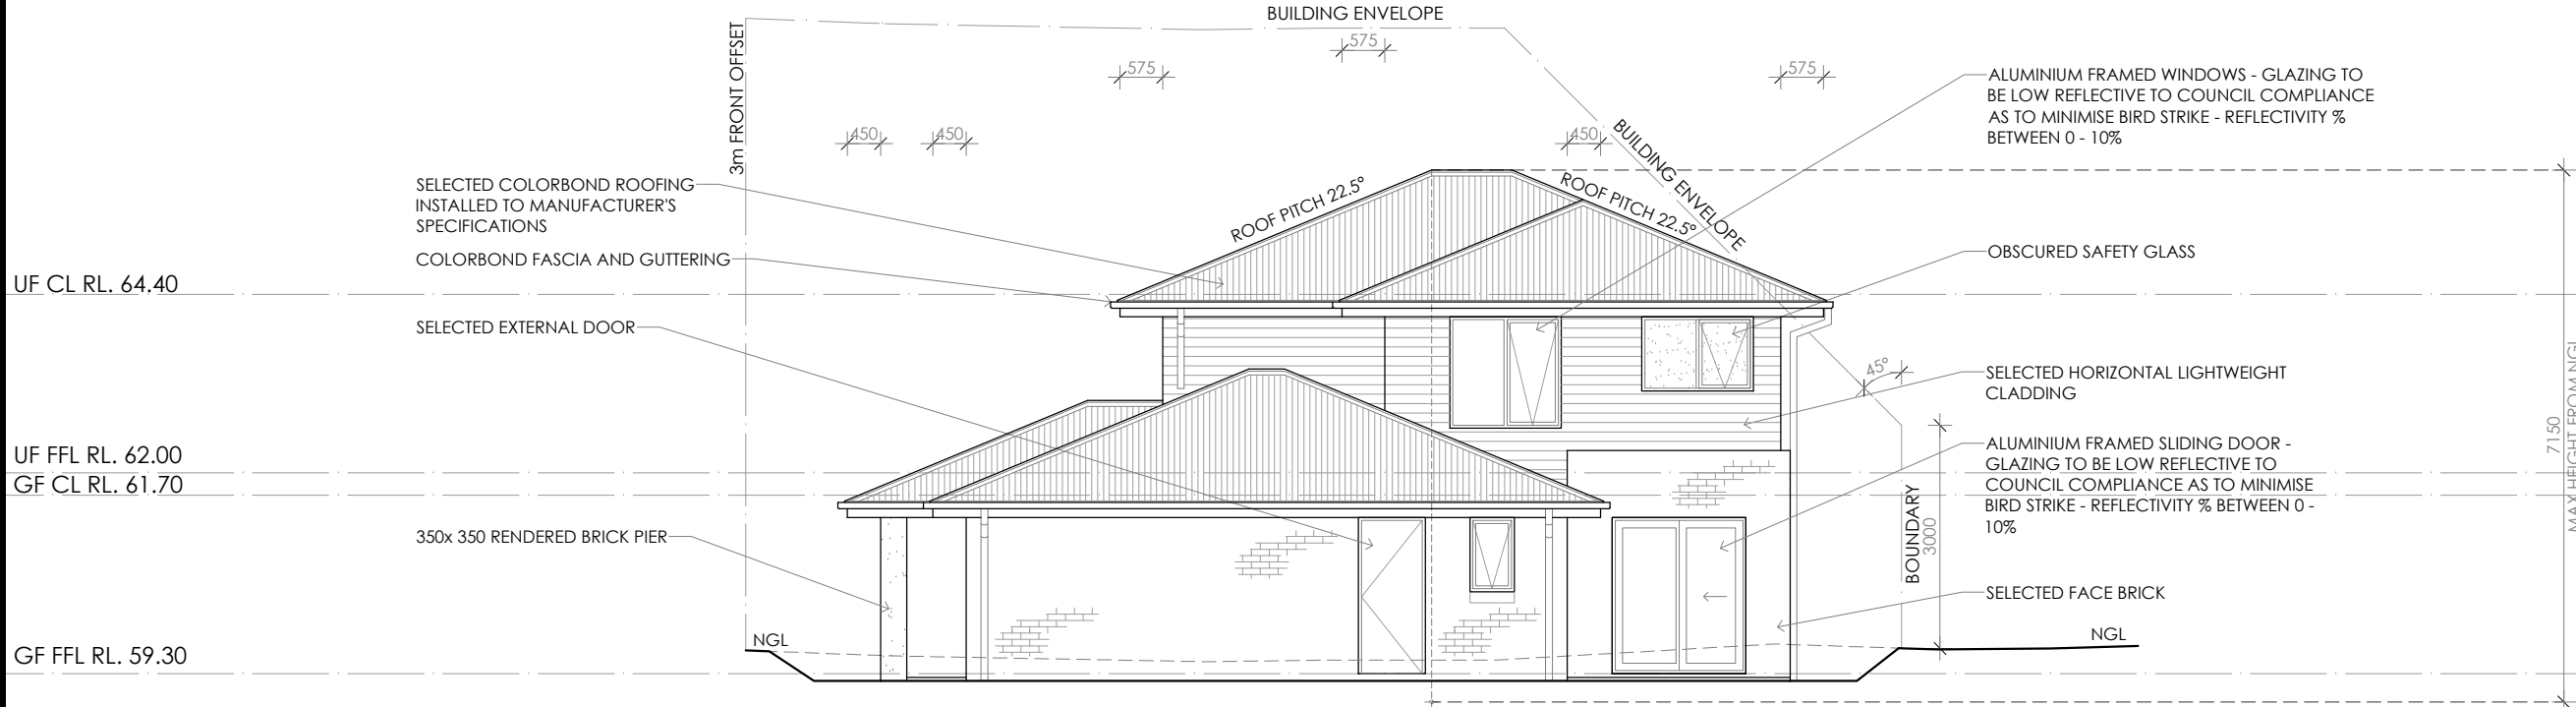 BUILDING ENVELOPE
3m FRONT OFFSET
575
575
575
450
450
450
BUILDING ENVELOPE
ROOF PITCH 22.5°
ROOF PITCH 22.5°
SELECTED COLORBOND ROOFING
INSTALLED TO MANUFACTURER'S
SPECIFICATIONS
COLORBOND FASCIA AND GUTTERING
SELECTED EXTERNAL DOOR
350x 350 RENDERED BRICK PIER
UF CL RL. 64.40
UF FFL RL. 62.00
GF CL RL. 61.70
GF FFL RL. 59.30
NGL
ALUMINIUM FRAMED WINDOWS - GLAZING TO
BE LOW REFLECTIVE TO COUNCIL COMPLIANCE
AS TO MINIMISE BIRD STRIKE - REFLECTIVITY %
BETWEEN 0 - 10%
OBSCURED SAFETY GLASS
45°
SELECTED HORIZONTAL LIGHTWEIGHT
CLADDING
ALUMINIUM FRAMED SLIDING DOOR -
GLAZING TO BE LOW REFLECTIVE TO
COUNCIL COMPLIANCE AS TO MINIMISE
BIRD STRIKE - REFLECTIVITY % BETWEEN 0 -
10%
BOUNDARY
3000
SELECTED FACE BRICK
NGL
7150
MAX HEIGHT FROM NGL